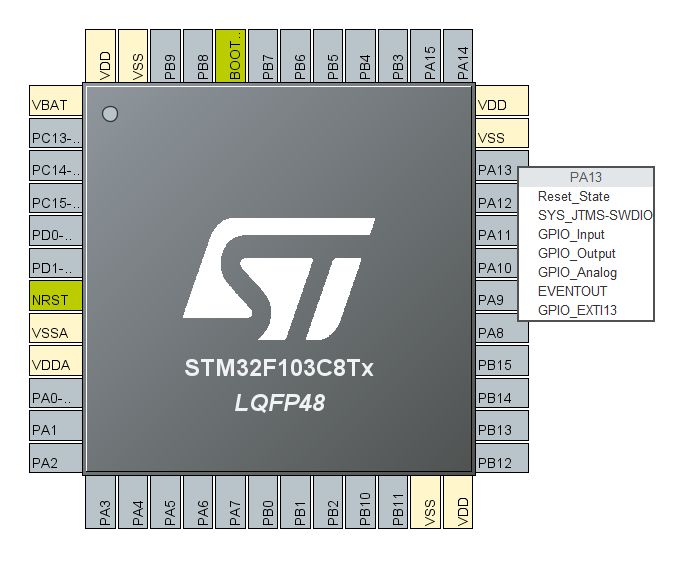 VDD
VSS
PB9
PB8
BOOT..
PB7
PB6
PB5
PB4
PB3
PA15
PA14
VBAT
PC13-..
PC14-..
PC15-..
PD0-..
PD1-..
NRST
VSSA
VDDA
PA0-..
PA1
PA2
ST
STM32F103C8Tx
LQFP48
VDD
VSS
PA13
PA12
PA11
PA10
PA9
PA8
PB15
PB14
PB13
PB12
PA13
Reset_State
SYS_JTMS-SWDIO
GPIO_Input
GPIO_Output
GPIO_Analog
EVENTOUT
GPIO_EXTI13
PA3
PA4
PA5
PA6
PA7
PB0
PB1
PB2
PB10
PB11
VSS
VDD